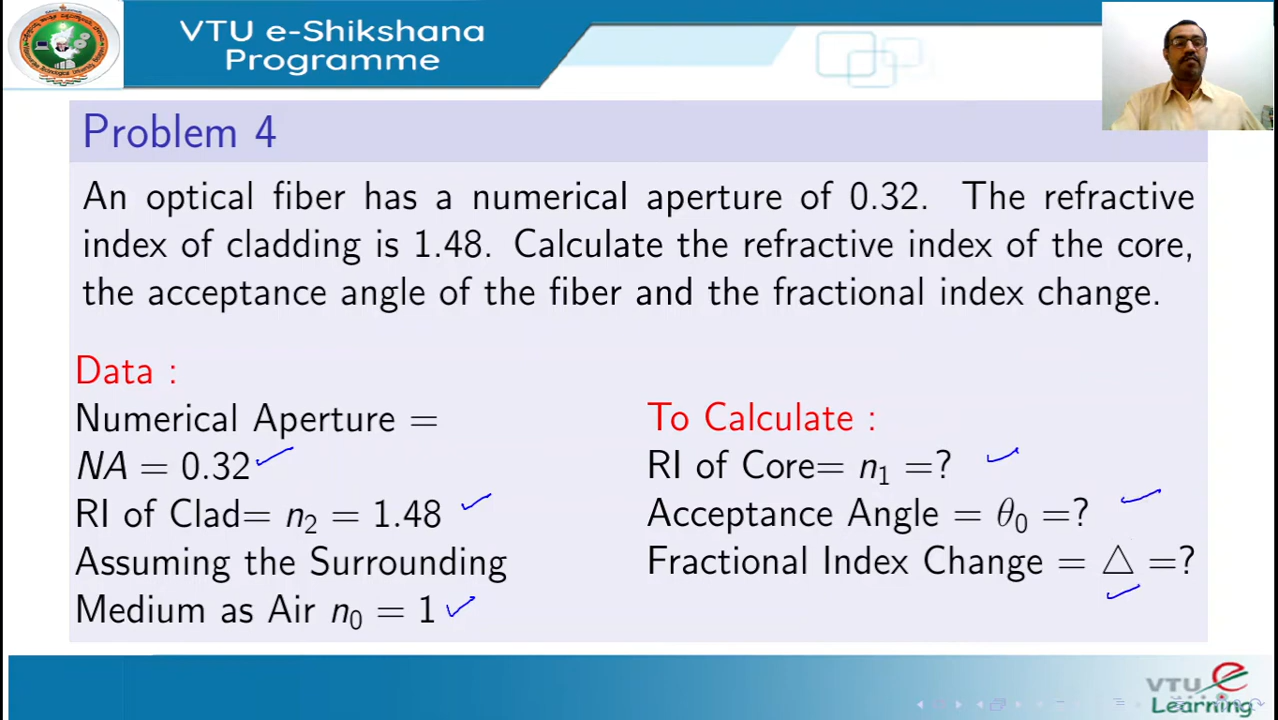 VTU e-Shikshana
Programme
Problem 4
An optical fiber has a numerical aperture of 0.32. The refractive
index of cladding is 1.48. Calculate the refractive index of the core,
the acceptance angle of the fiber and the fractional index change.
Data :
Numerical Aperture =
NA = 0.32
RI of Clad= n₂ = 1.48
Assuming the Surrounding
Medium as Air n₀ = 1
To Calculate :
RI of Core= n₁ =?
Acceptance Angle = θ₀ =?
Fractional Index Change = △ =?
VTU e
Learning